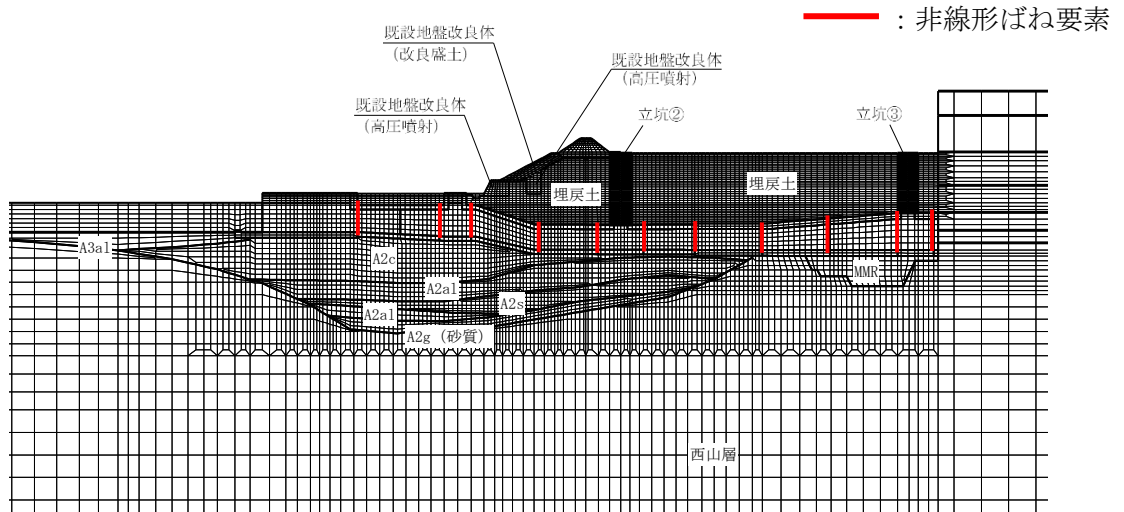 ：非線形ばね要素
既設地盤改良体
(改良盛土)
既設地盤改良体
(高圧噴射)
既設地盤改良体
(高圧噴射)
立坑②
立坑③
埋戻土
埋戻土
A3al
A2c
A2al
A2s
A2al
A2g（砂質）
MMR
西山層